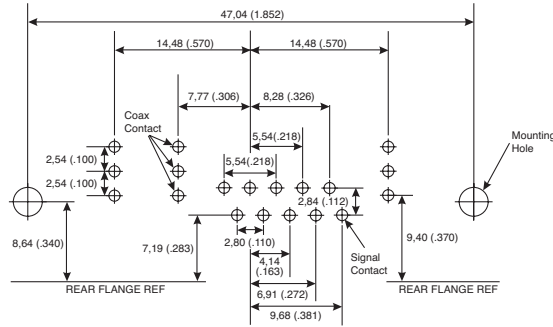 47,04 (1.852)
14,48 (.570)
14,48 (.570)
7,77 (.306)
8,28 (.326)
Coax
Contact
5,54(.218)
Mounting
Hole
2,54 (.100)
5,54(.218)
2,54 (.100)
2,84 (.112)
8,64 (.340)
7,19 (.283)
2,80 (.110)
9,40 (.370)
4,14
(.163)
Signal
Contact
REAR FLANGE REF
6,91 (.272)
REAR FLANGE REF
9,68 (.381)